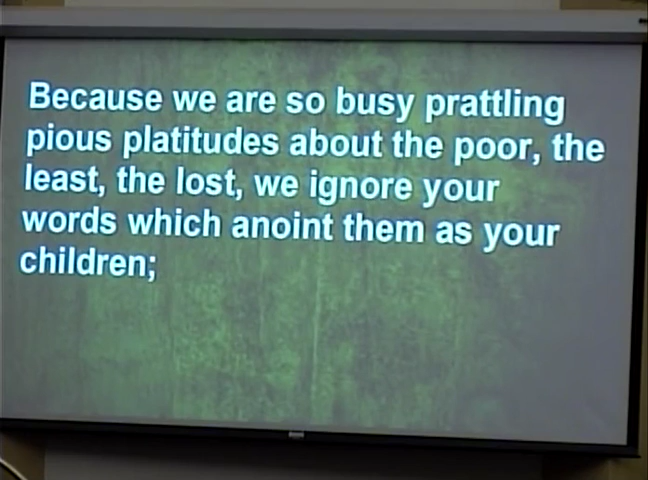 Because we are so busy prattling
pious platitudes about the poor, the
least, the lost, we ignore your
words which anoint them as your
children;